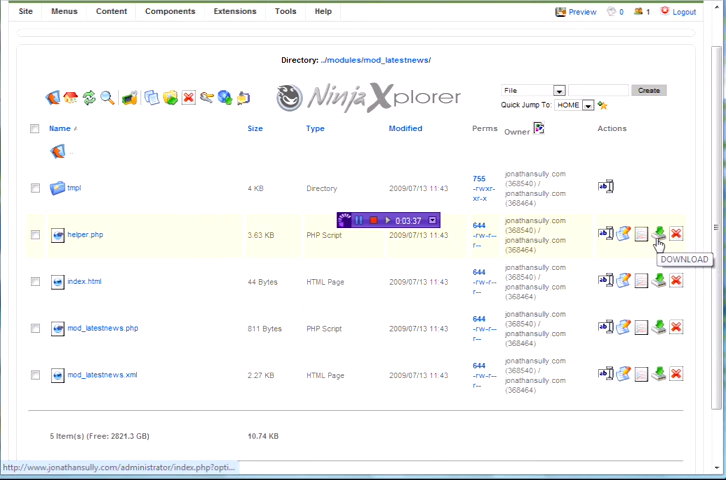 Site Menus Content Components Extensions Tools Help Preview 0 1 Logout
Directory: ../modules/mod_latestnews/
NinjaXplorer
File Create
Quick Jump To: HOME
Name Size Type Modified Perms Owner Actions
..
tmpl 4 KB Directory 2009/07/13 11:43 755 -rwxr-xr-x jonathansully.com (368540) / jonathansully.com (368464)
00:03:37
helper.php 3.63 KB PHP Script 2009/07/13 11:43 644 -rw-r--r-- jonathansully.com (368540) / jonathansully.com (368464)
DOWNLOAD
index.html 44 Bytes HTML Page 2009/07/13 11:43 644 -rw-r--r-- jonathansully.com (368540) / jonathansully.com (368464)
mod_latestnews.php 811 Bytes PHP Script 2009/07/13 11:43 644 -rw-r--r-- jonathansully.com (368540) / jonathansully.com (368464)
mod_latestnews.xml 2.27 KB HTML Page 2009/07/13 11:43 644 -rw-r--r-- jonathansully.com (368540) / jonathansully.com (368464)
5 Item(s) (Free: 2821.3 GB) 10.74 KB
http://www.jonathansully.com/administrator/index.php?opti...